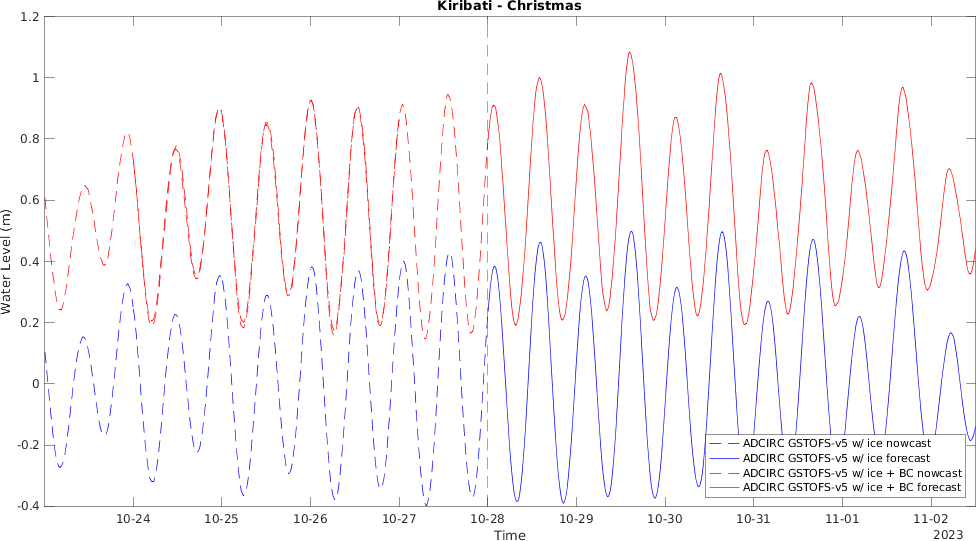 Kiribati - Christmas
1.2
1
0.8
0.6
0.4
0.2
0
-0.2
-0.4
Water Level (m)
ADCIRC GSTOFS-v5 w/ ice nowcast
ADCIRC GSTOFS-v5 w/ ice forecast
ADCIRC GSTOFS-v5 w/ ice + BC nowcast
ADCIRC GSTOFS-v5 w/ ice + BC forecast
10-24 10-25 10-26 10-27 10-28 10-29 10-30 10-31 11-01 11-02
Time
2023